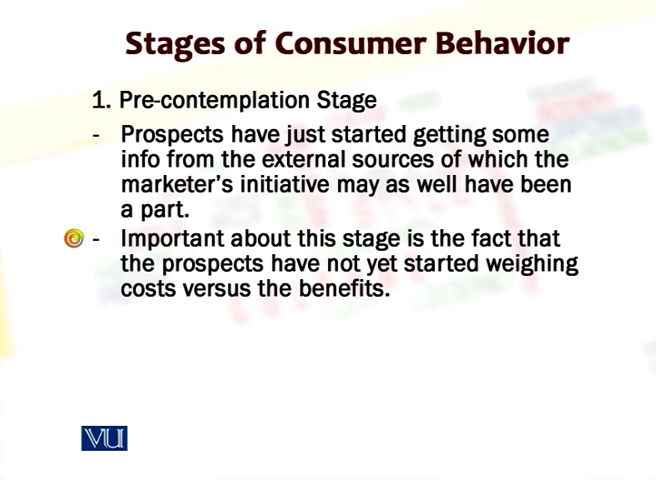 Stages of Consumer Behavior
1. Pre-contemplation Stage
- Prospects have just started getting some
info from the external sources of which the
marketer's initiative may as well have been
a part.
- Important about this stage is the fact that
the prospects have not yet started weighing
costs versus the benefits.
VU